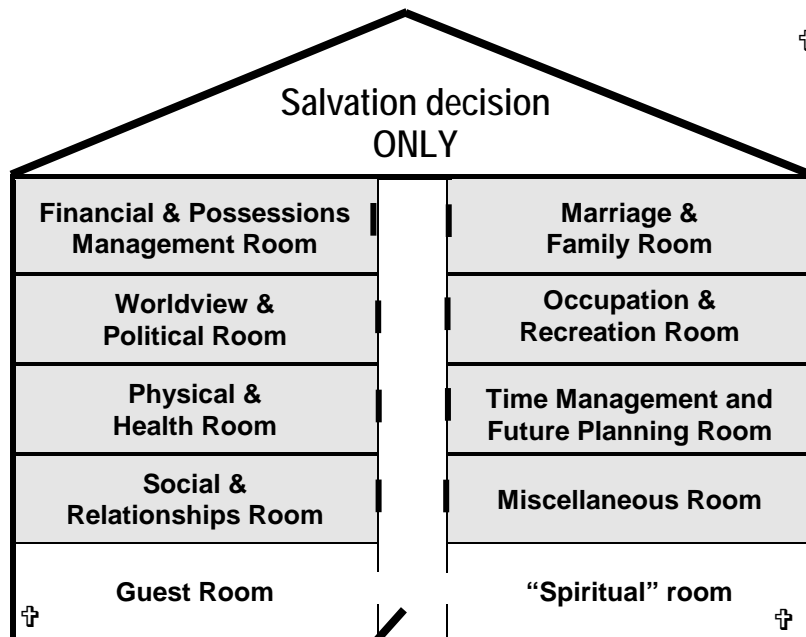 Salvation decision
ONLY
Financial & Possessions
Management Room
Marriage &
Family Room
Worldview &
Political Room
Occupation &
Recreation Room
Physical &
Health Room
Time Management and
Future Planning Room
Social &
Relationships Room
Miscellaneous Room
Guest Room
“Spiritual” room